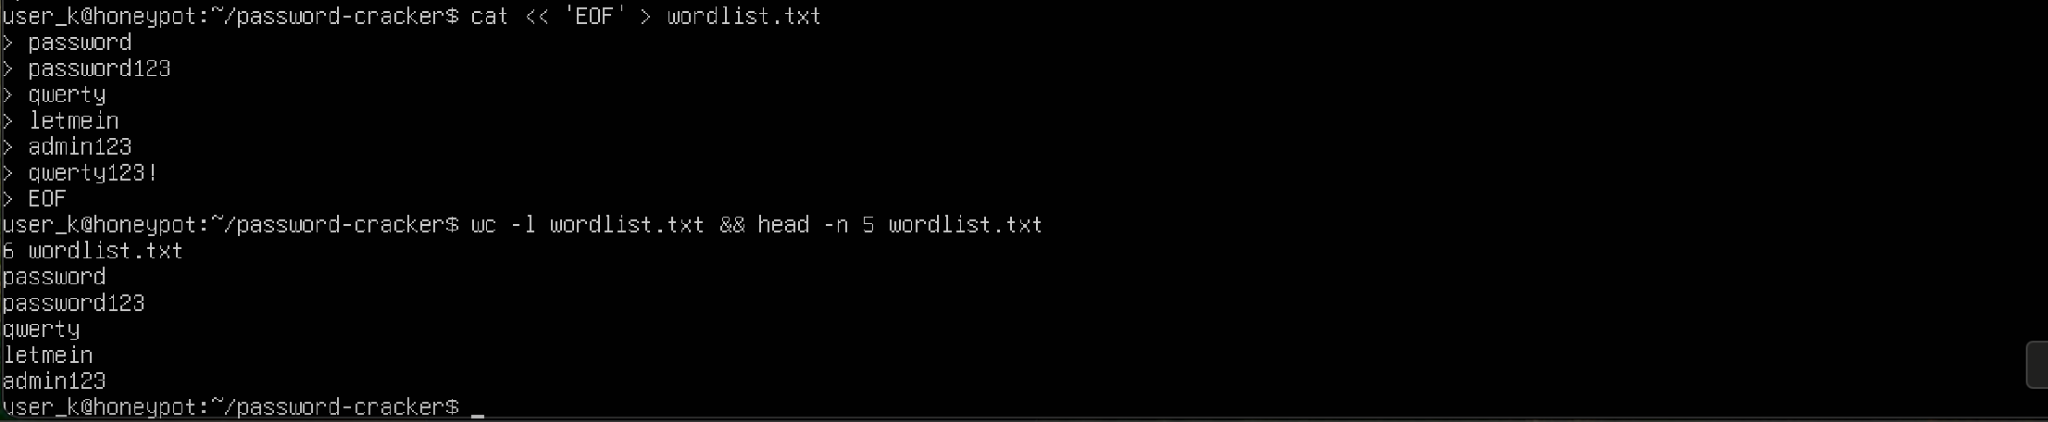 user_k@honeypot:~/password-cracker$ cat << 'EOF' > wordlist.txt
> password
> password123
> qwerty
> letmein
> admin123
> qwerty123!
> EOF
user_k@honeypot:~/password-cracker$ wc -l wordlist.txt && head -n 5 wordlist.txt
6 wordlist.txt
password
password123
qwerty
letmein
admin123
user_k@honeypot:~/password-cracker$ _